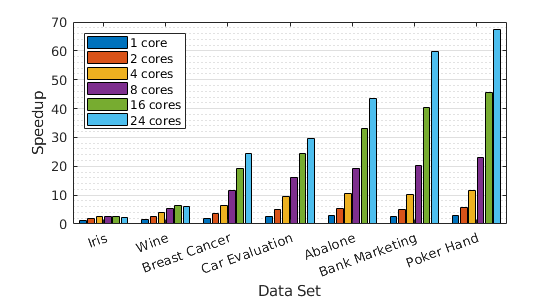 70
60
50
40
30
20
10
0
Speedup
1 core
2 cores
4 cores
8 cores
16 cores
24 cores
Iris
Wine
Breast Cancer
Car Evaluation
Abalone
Bank Marketing
Poker Hand
Data Set